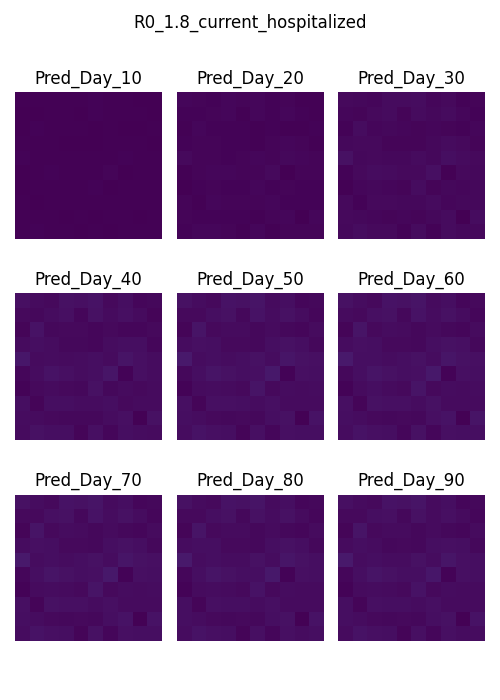 R0_1.8_current_hospitalized
Pred_Day_10 Pred_Day_20 Pred_Day_30
Pred_Day_40 Pred_Day_50 Pred_Day_60
Pred_Day_70 Pred_Day_80 Pred_Day_90